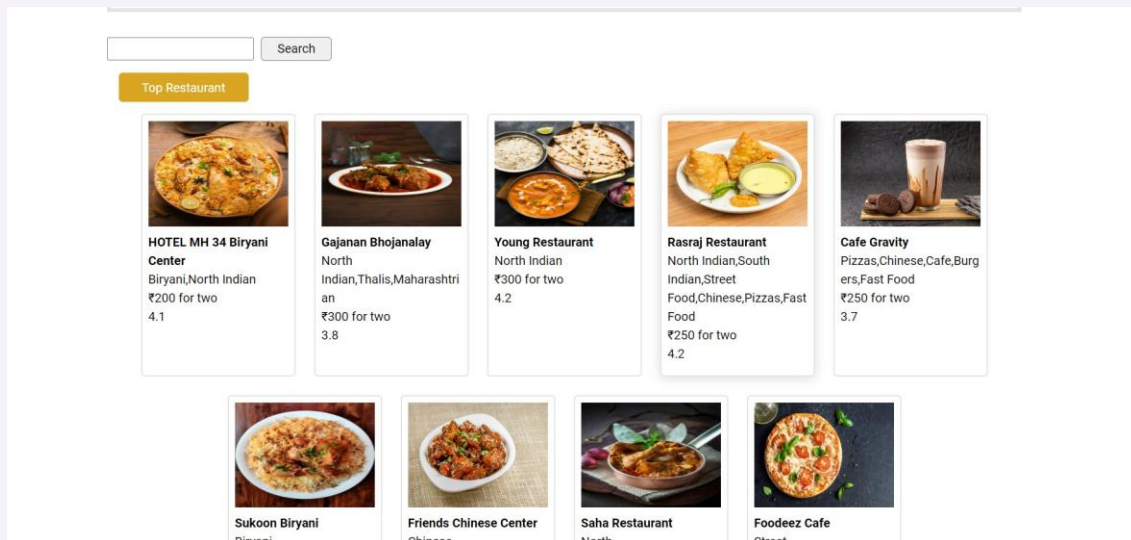 Search
Top Restaurant
HOTEL MH 34 Biryani
Center
Biryani,North Indian
₹200 for two
4.1
Gajanan Bhojanalay
North
Indian,Thalis,Maharashtri
an
₹300 for two
3.8
Young Restaurant
North Indian
₹300 for two
4.2
Rasraj Restaurant
North Indian,South
Indian,Street
Food,Chinese,Pizzas,Fast
Food
₹250 for two
4.2
Cafe Gravity
Pizzas,Chinese,Cafe,Burg
ers,Fast Food
₹250 for two
3.7
Sukoon Biryani
Biryani
Friends Chinese Center
Chinese
Saha Restaurant
North
Foodeez Cafe
Street